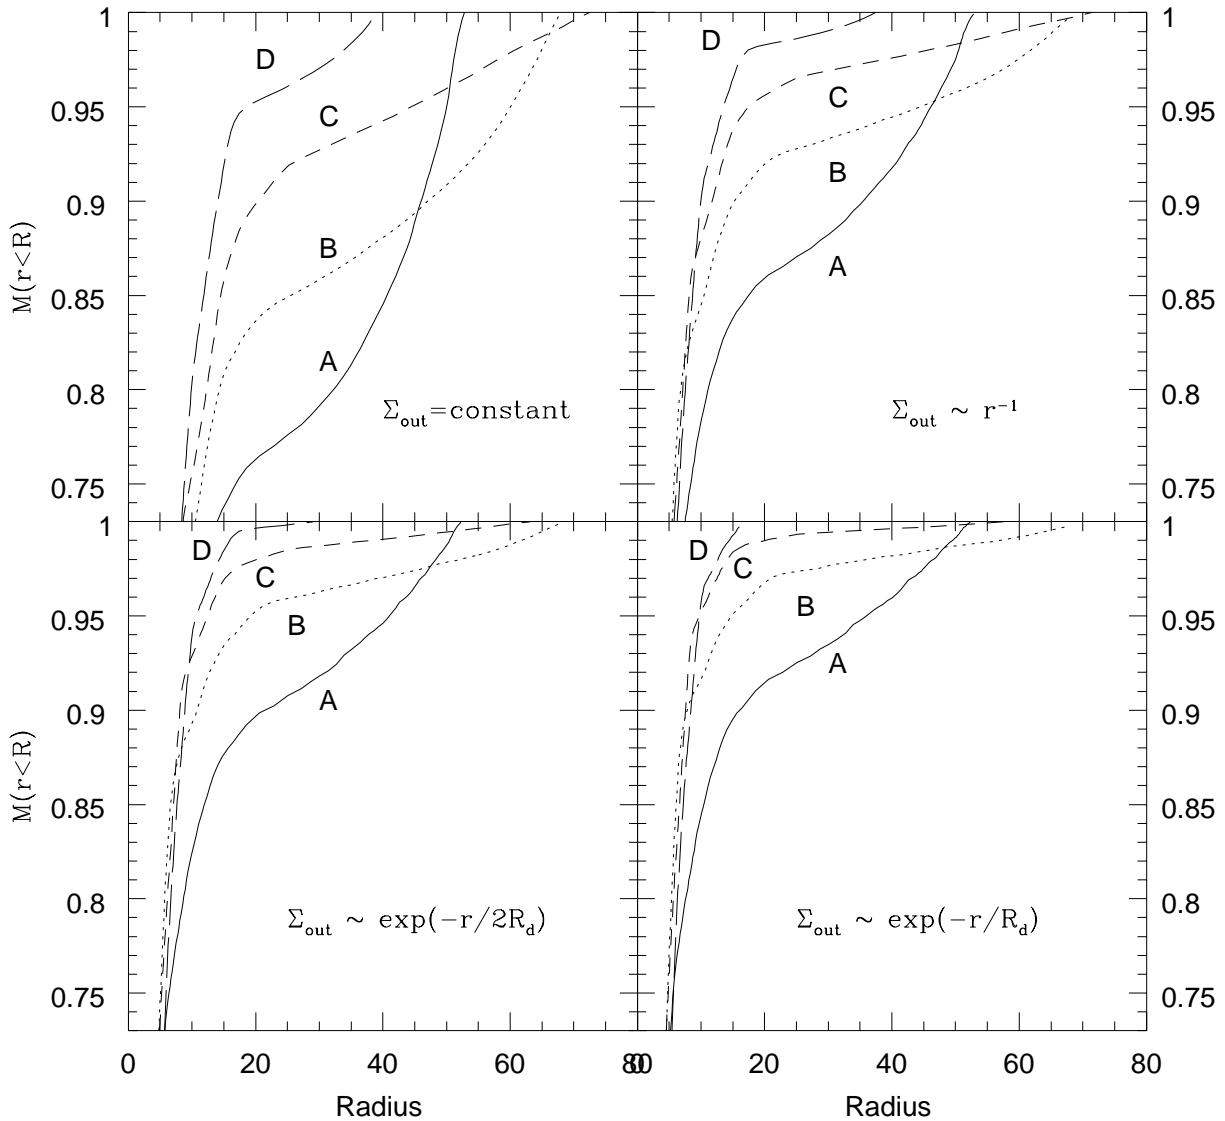 1 1
D D
0.95 C C 0.95
B
0.9 0.9
B
A
0.85 0.85
A
0.8 0.8
Σout=constant Σout ~ r⁻¹
0.75 0.75
M(r<R)
1 1
D D
C C
0.95 B B 0.95
A
A
0.9 0.9
0.85 0.85
0.8 0.8
Σout ~ exp(-r/2Rd) Σout ~ exp(-r/Rd)
0.75 0.75
M(r<R)
0 20 40 60 80 0 20 40 60 80
Radius Radius